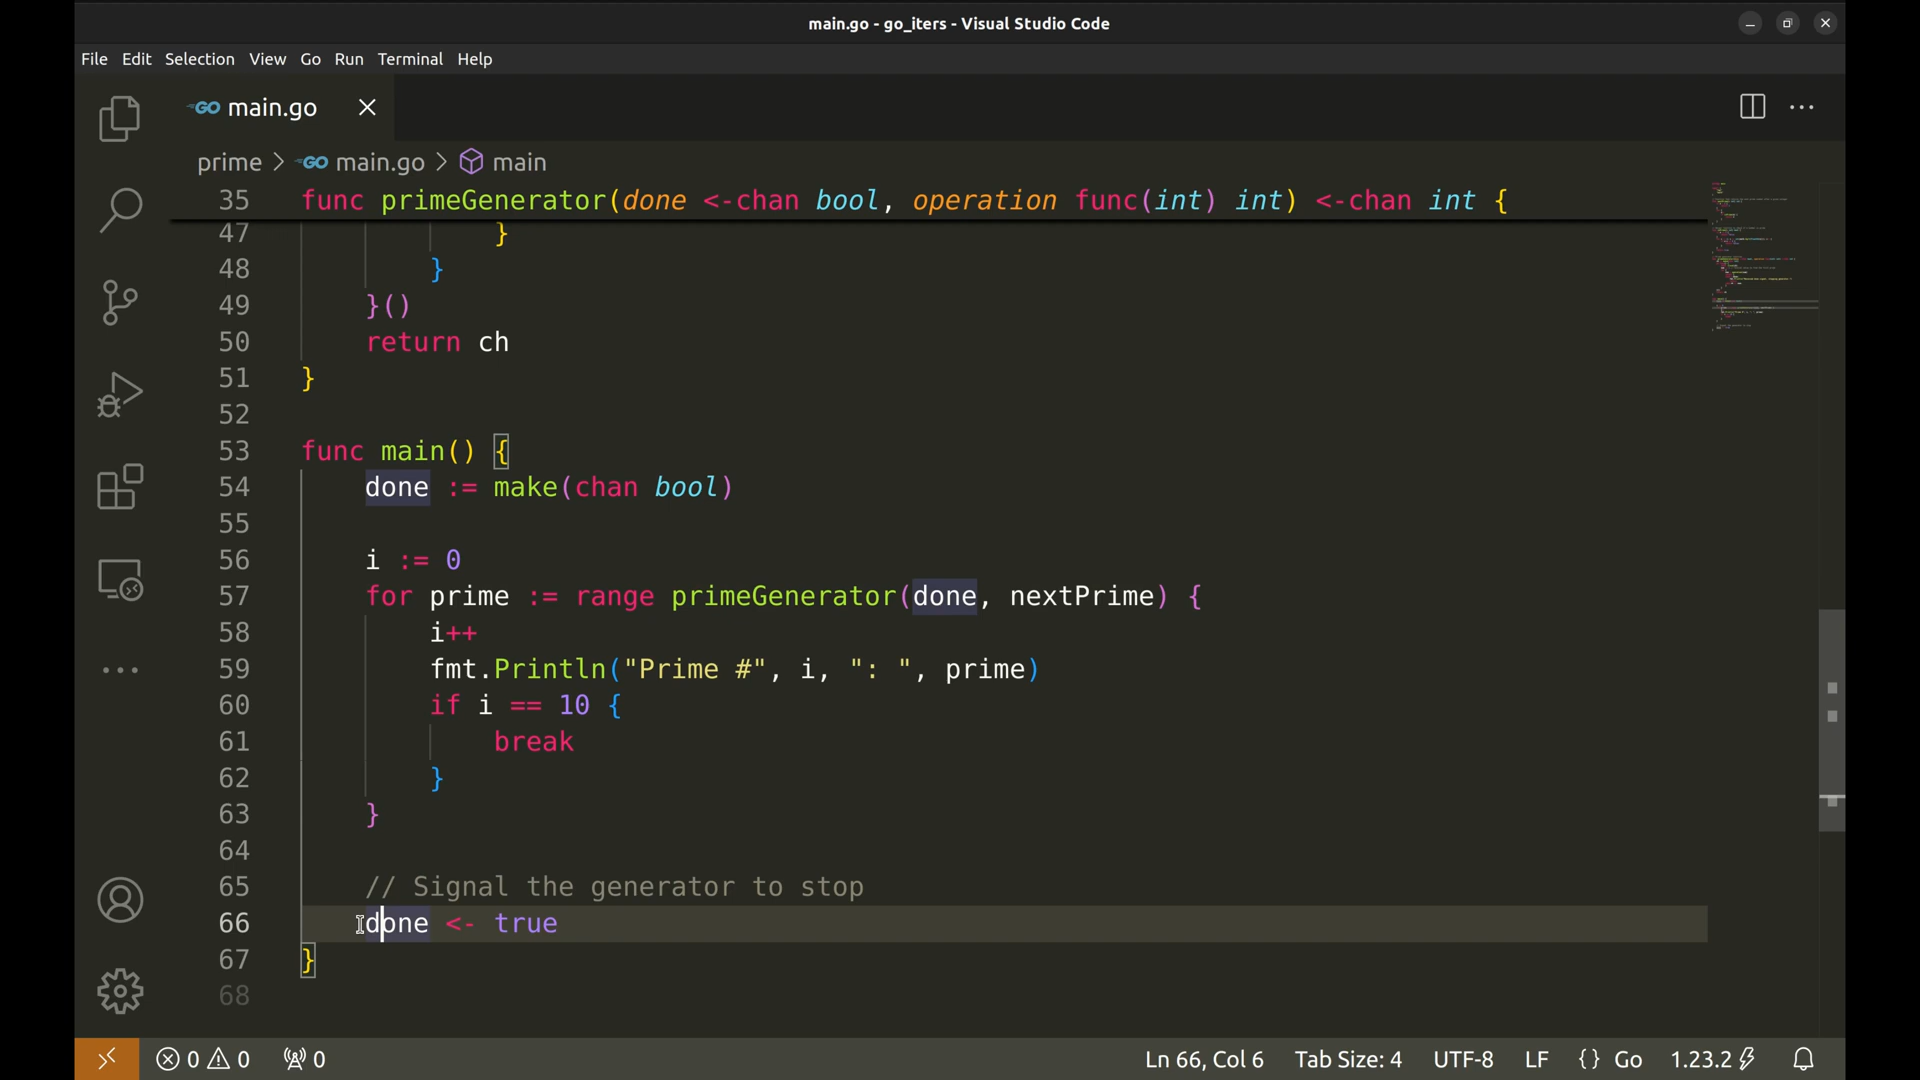 main.go - go_iters - Visual Studio Code
File Edit Selection View Go Run Terminal Help
GO main.go
prime > GO main.go > main
35 func primeGenerator(done <-chan bool, operation func(int) int) <-chan int {
47 }
48 }
49 }()
50 return ch
51 }
52
53 func main() {
54 done := make(chan bool)
55
56 i := 0
57 for prime := range primeGenerator(done, nextPrime) {
58 i++
59 fmt.Println("Prime #", i, ": ", prime)
60 if i == 10 {
61 break
62 }
63 }
64
65 // Signal the generator to stop
66 done <- true
67 }
68
0 0 0 Ln 66, Col 6 Tab Size: 4 UTF-8 LF {} Go 1.23.2